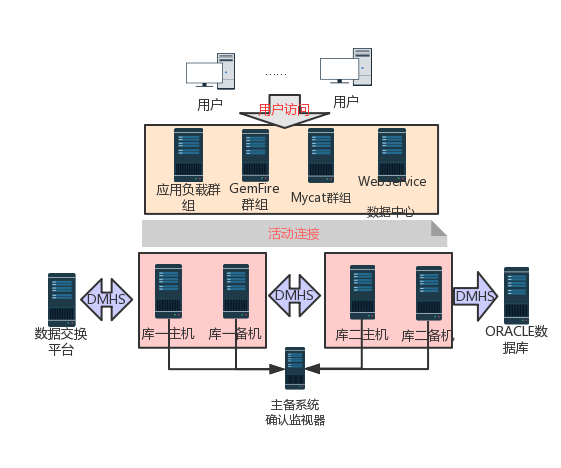 ……
用户
用户
用户访问
应用负载群
组
GemFire
群组
Mycat群组
WebService
数据中心
活动连接
DMHS
DMHS
DMHS
数据交换
平台
库一主机
库一备机
库二主机
库二备机
ORACLE数
据库
主备系统
确认监视器